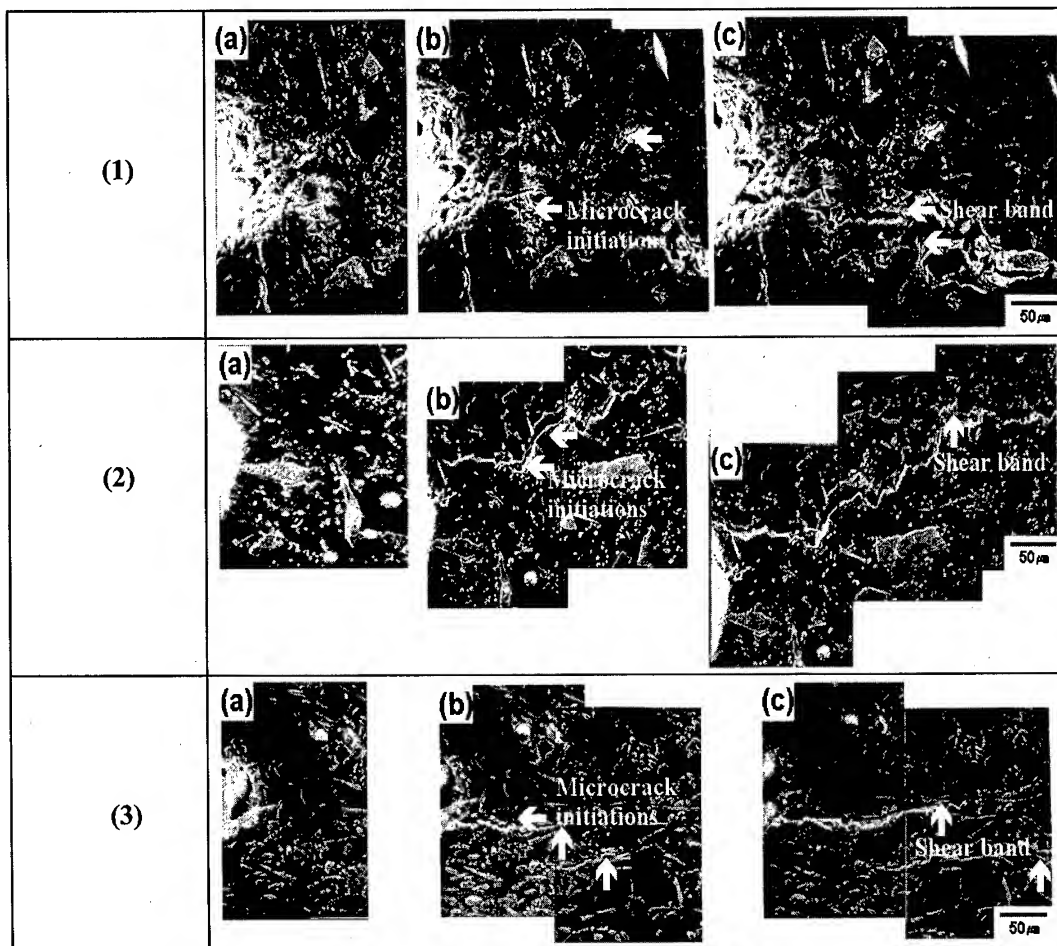 (1)
(a)
(b)
Microcrack
initiations
(c)
Shear band
50㎛
(2)
(a)
(b)
Microcrack
initiations
(c)
Shear band
50㎛
(3)
(a)
(b)
Microcrack
initiations
(c)
Shear band
50㎛